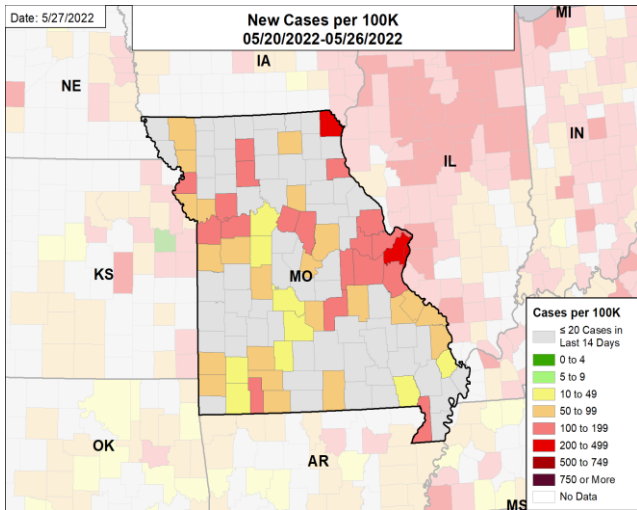 Date: 5/27/2022
New Cases per 100K
05/20/2022-05/26/2022
MI
IA
NE
IL
IN
KS
MO
OK
AR
MS
Cases per 100K
≤ 20 Cases in
Last 14 Days
0 to 4
5 to 9
10 to 49
50 to 99
100 to 199
200 to 499
500 to 749
750 or More
No Data